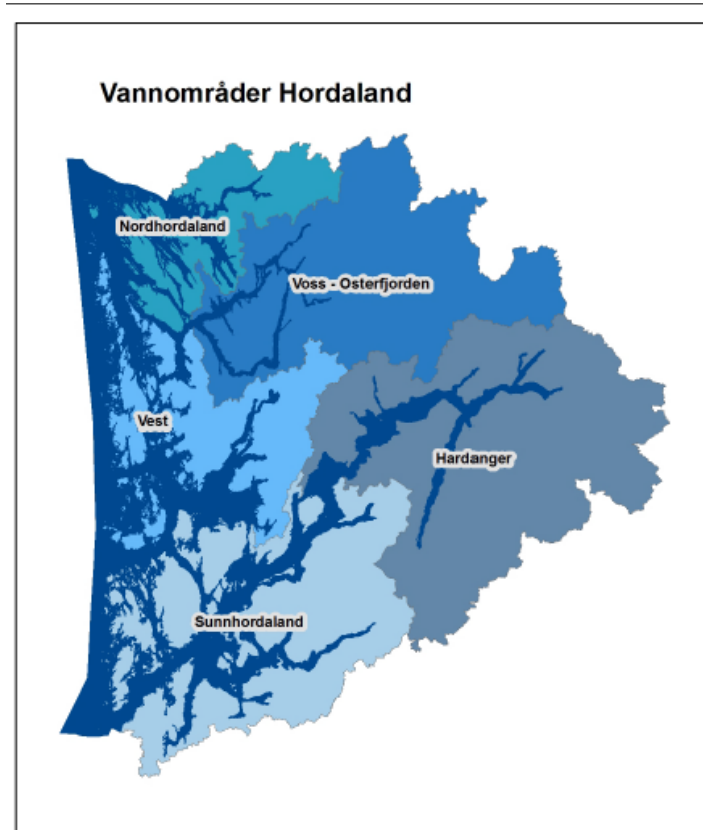 Vannområder Hordaland
Nordhordaland
Voss - Osterfjorden
Vest
Hardanger
Sunnhordaland